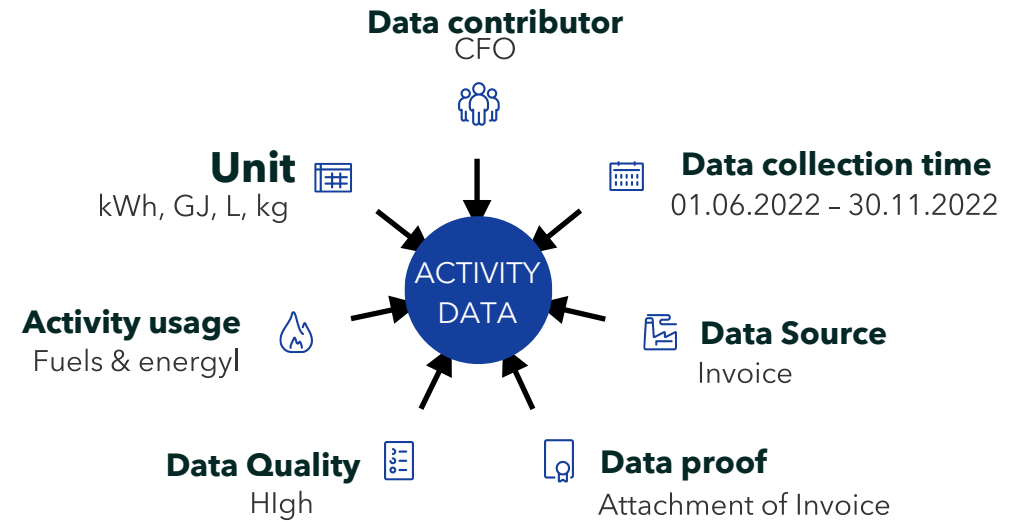 Data contributor
CFO
Unit
kWh, GJ, L, kg
Data collection time
01.06.2022 – 30.11.2022
ACTIVITY
DATA
Activity usage
Fuels & energyl
Data Source
Invoice
Data Quality
HIgh
Data proof
Attachment of Invoice